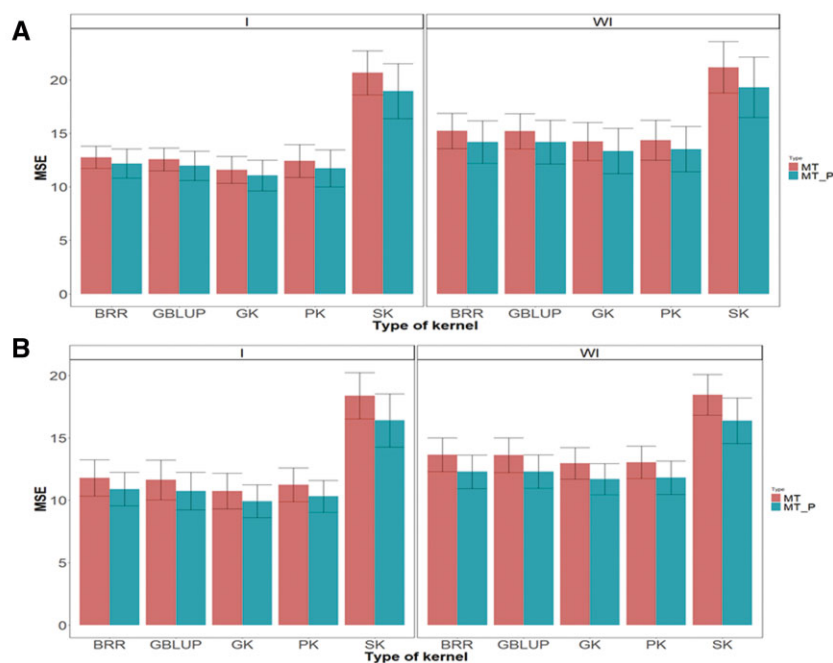 A
I
WI
MSE
20
15
10
5
0
BRR GBLUP GK PK SK BRR GBLUP GK PK SK
Type of kernel
Type
MT
MT_P
B
I
WI
MSE
20
15
10
5
0
BRR GBLUP GK PK SK BRR GBLUP GK PK SK
Type of kernel
Type
MT
MT_P